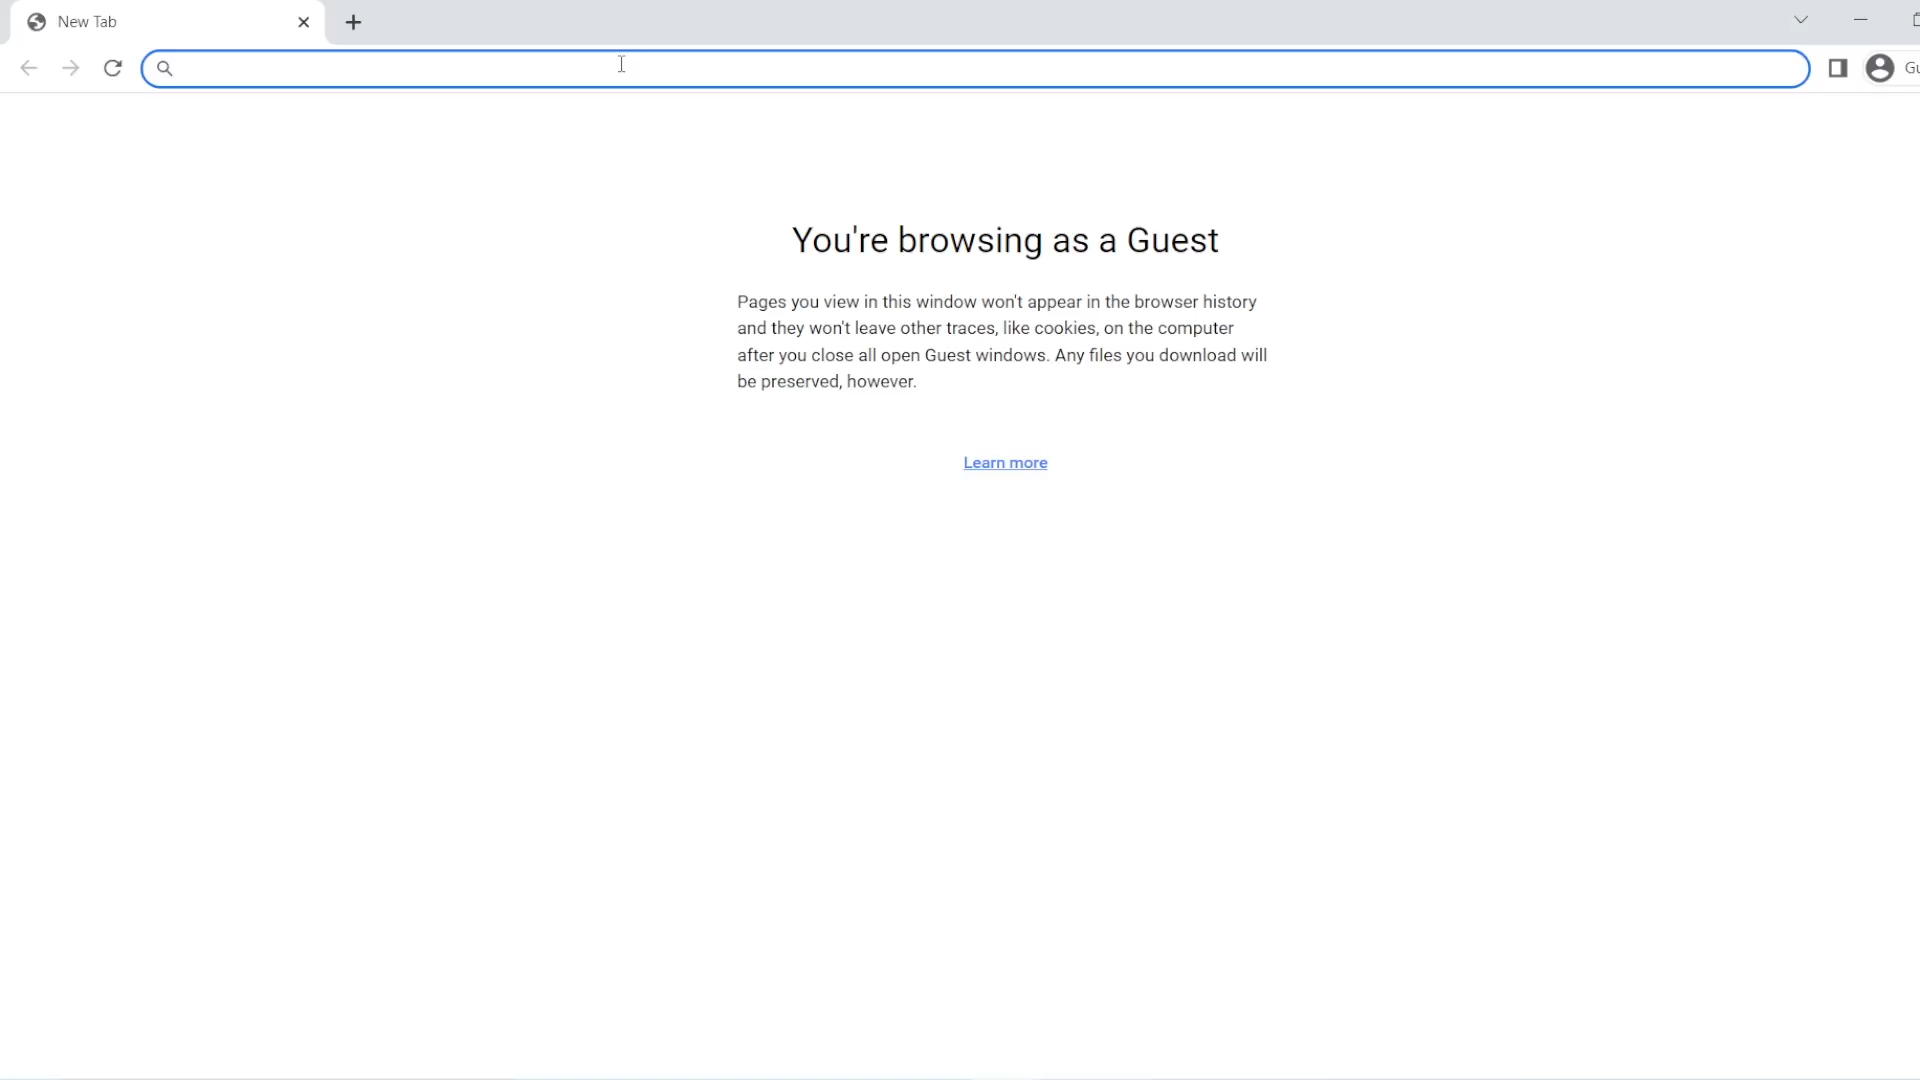 New Tab
Gu
You're browsing as a Guest
Pages you view in this window won't appear in the browser history
and they won't leave other traces, like cookies, on the computer
after you close all open Guest windows. Any files you download will
be preserved, however.
Learn more